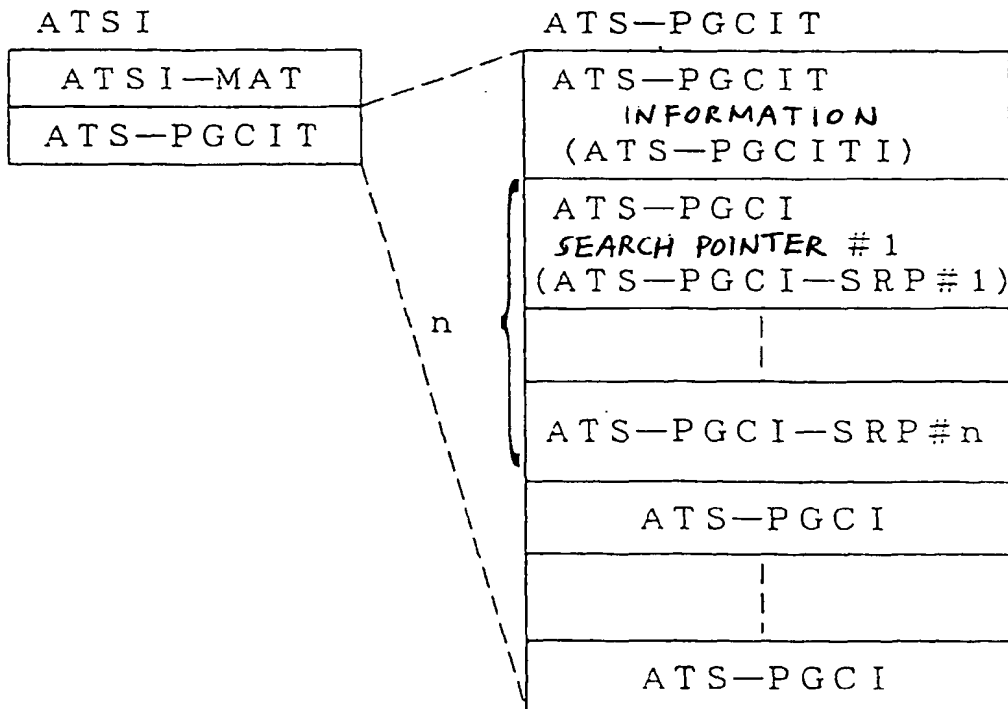 ATSI
ATSI—MAT
ATS—PGCIT
ATS—PGCIT
ATS—PGCIT
INFORMATION
(ATS—PGCITI)
n
ATS—PGCI
SEARCH POINTER #1
(ATS—PGCI—SRP#1)
ATS—PGCI—SRP#n
ATS—PGCI
ATS—PGCI